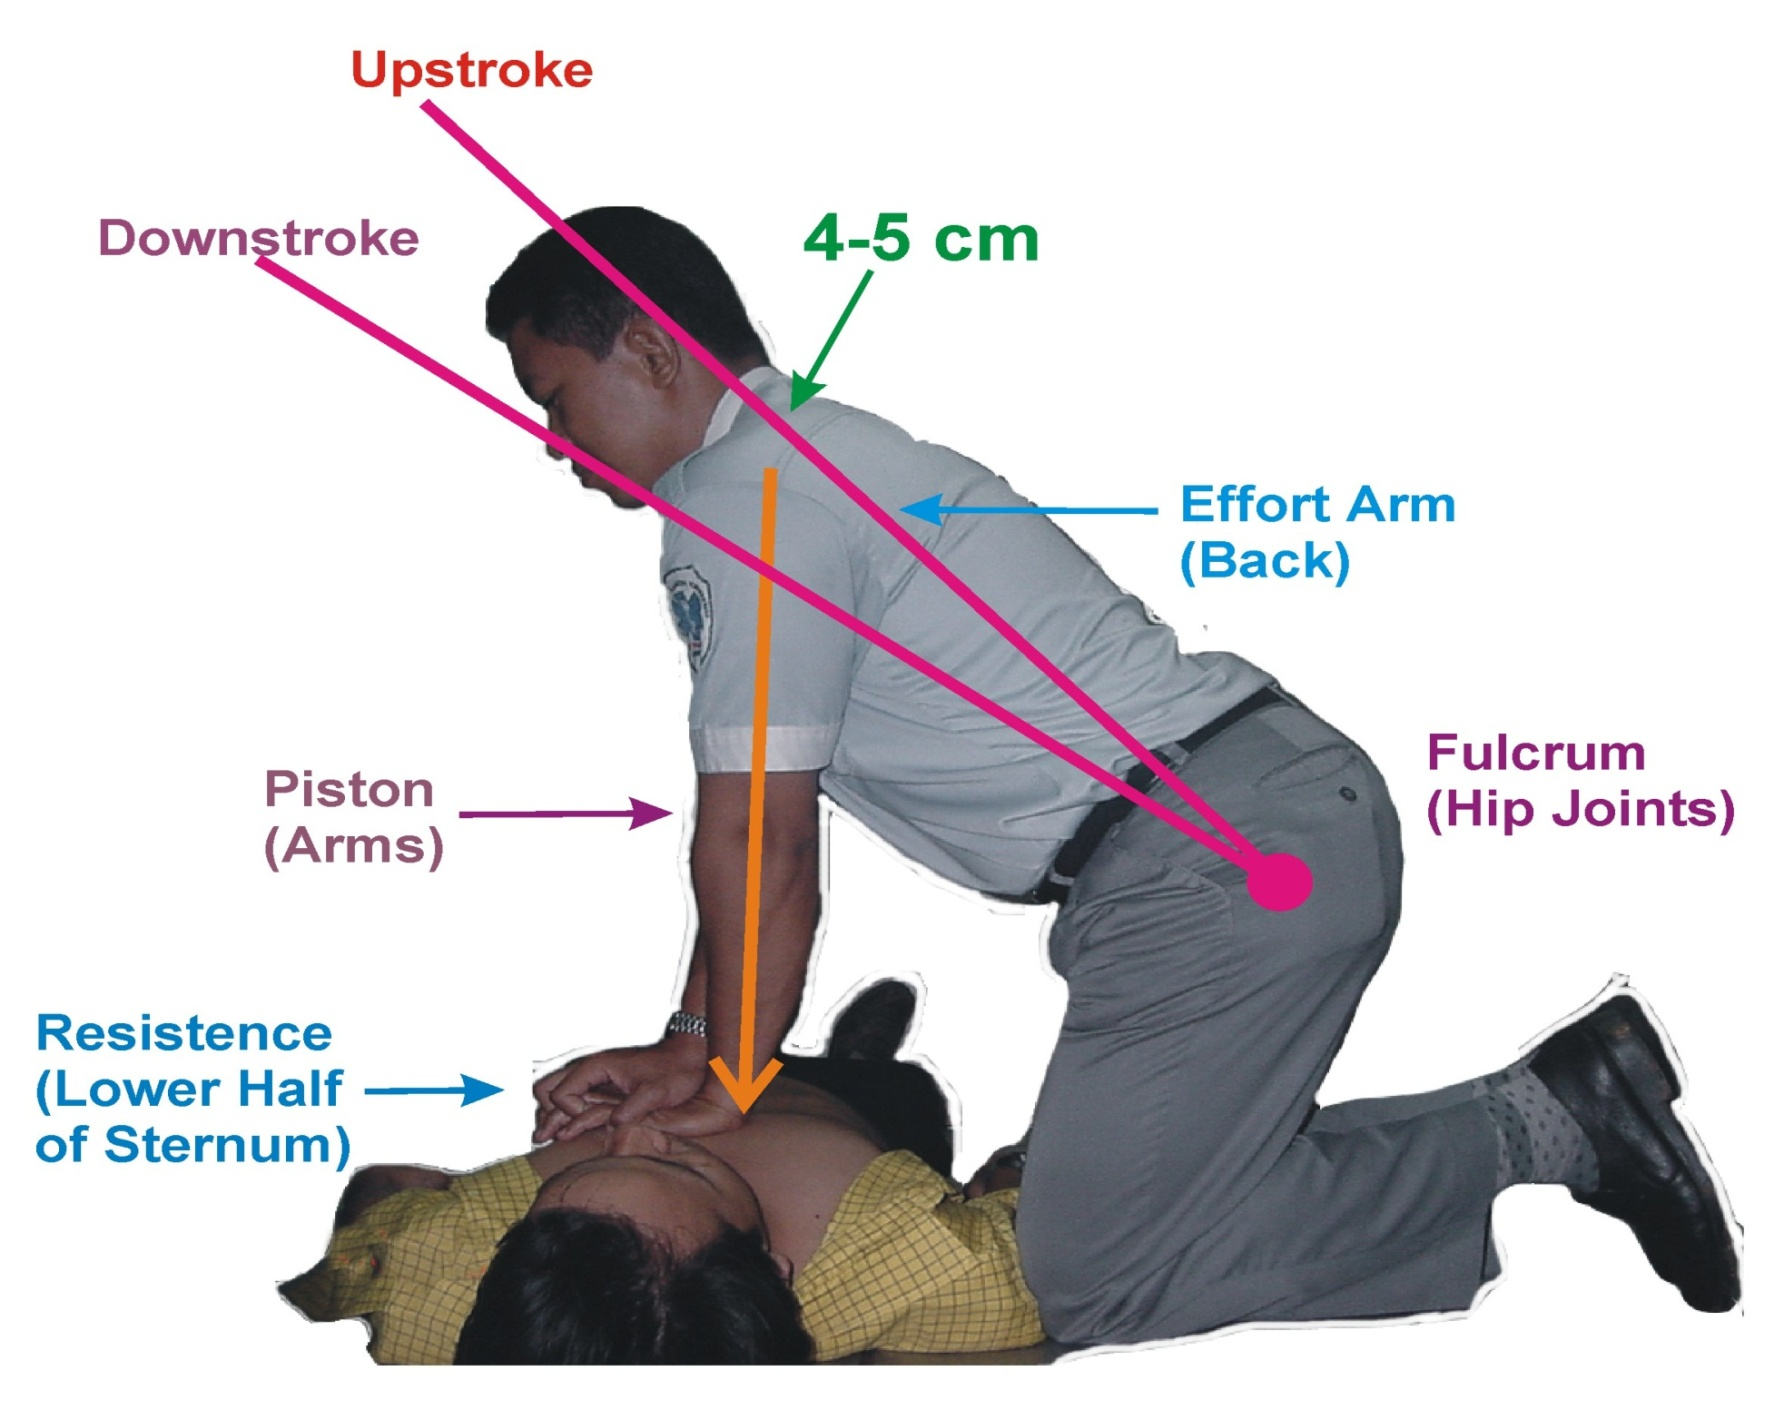 Upstroke
Downstroke
4-5 cm
Effort Arm
(Back)
Fulcrum
(Hip Joints)
Piston
(Arms)
Resistence
(Lower Half
of Sternum)